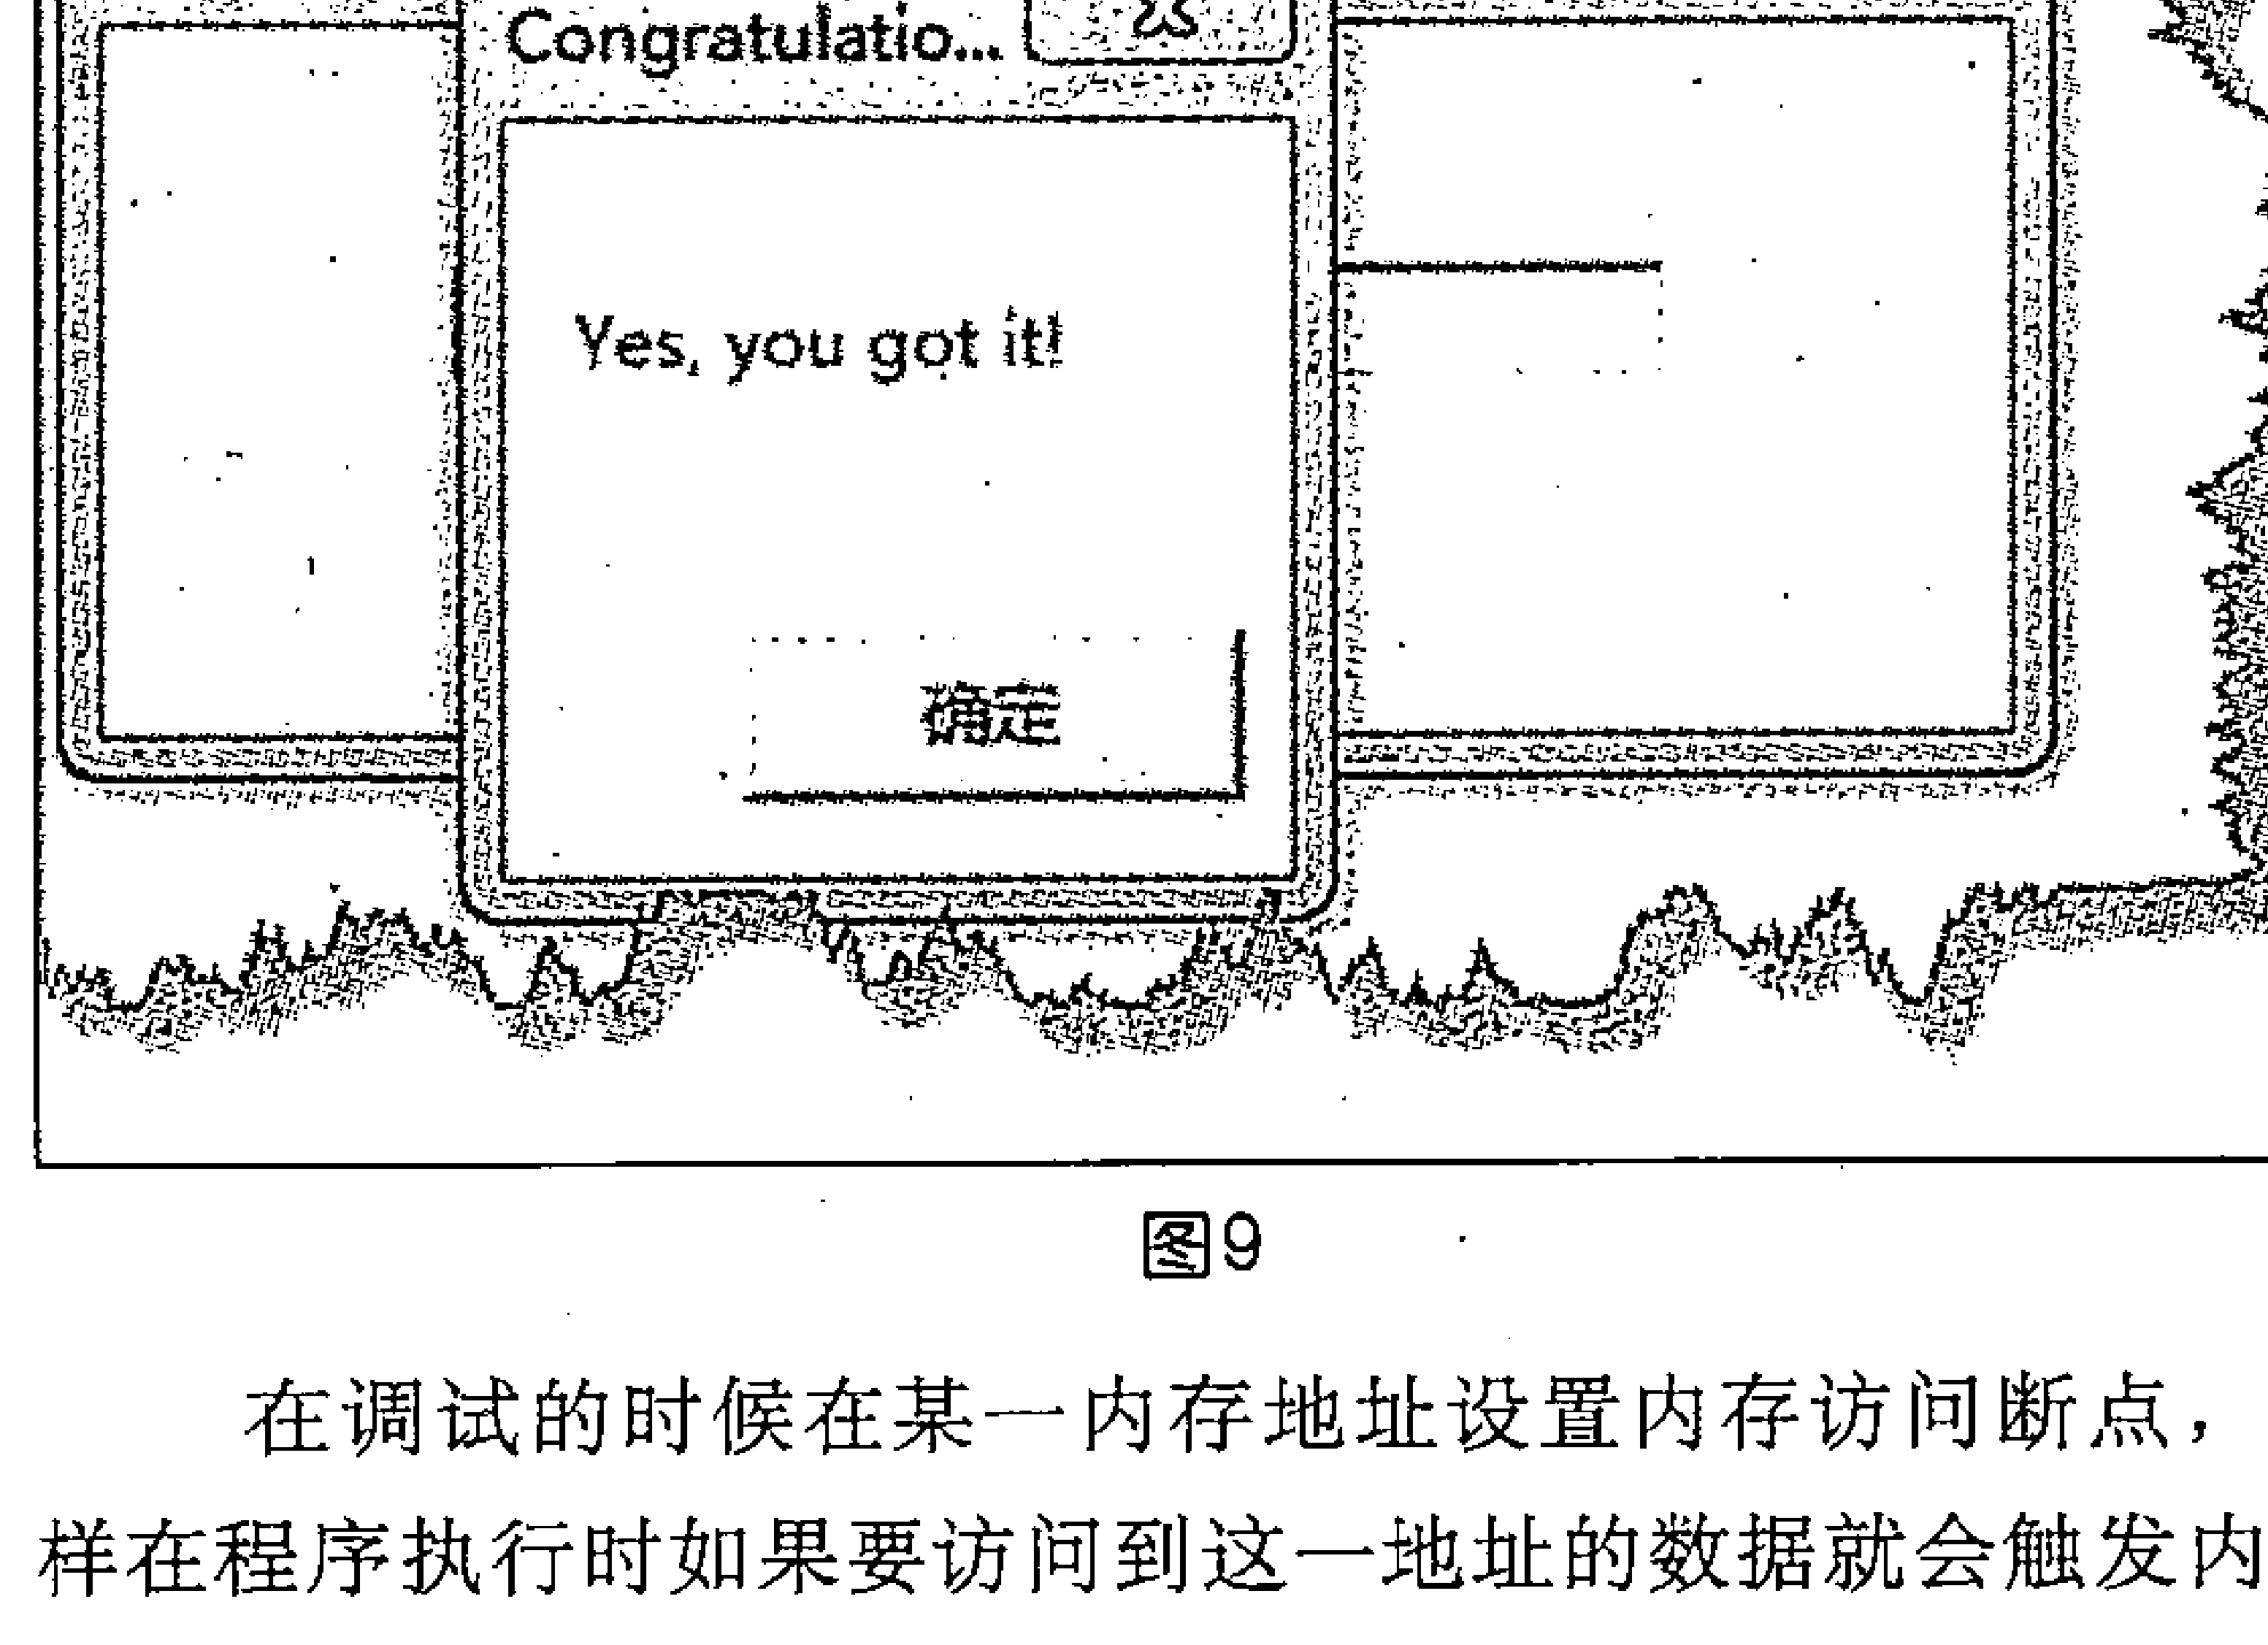 Congratulatio...
Yes, you got it!
确定
图9
在调试的时候在某一内存地址设置内存访问断点，
样在程序执行时如果要访问到这一地址的数据就会触发内